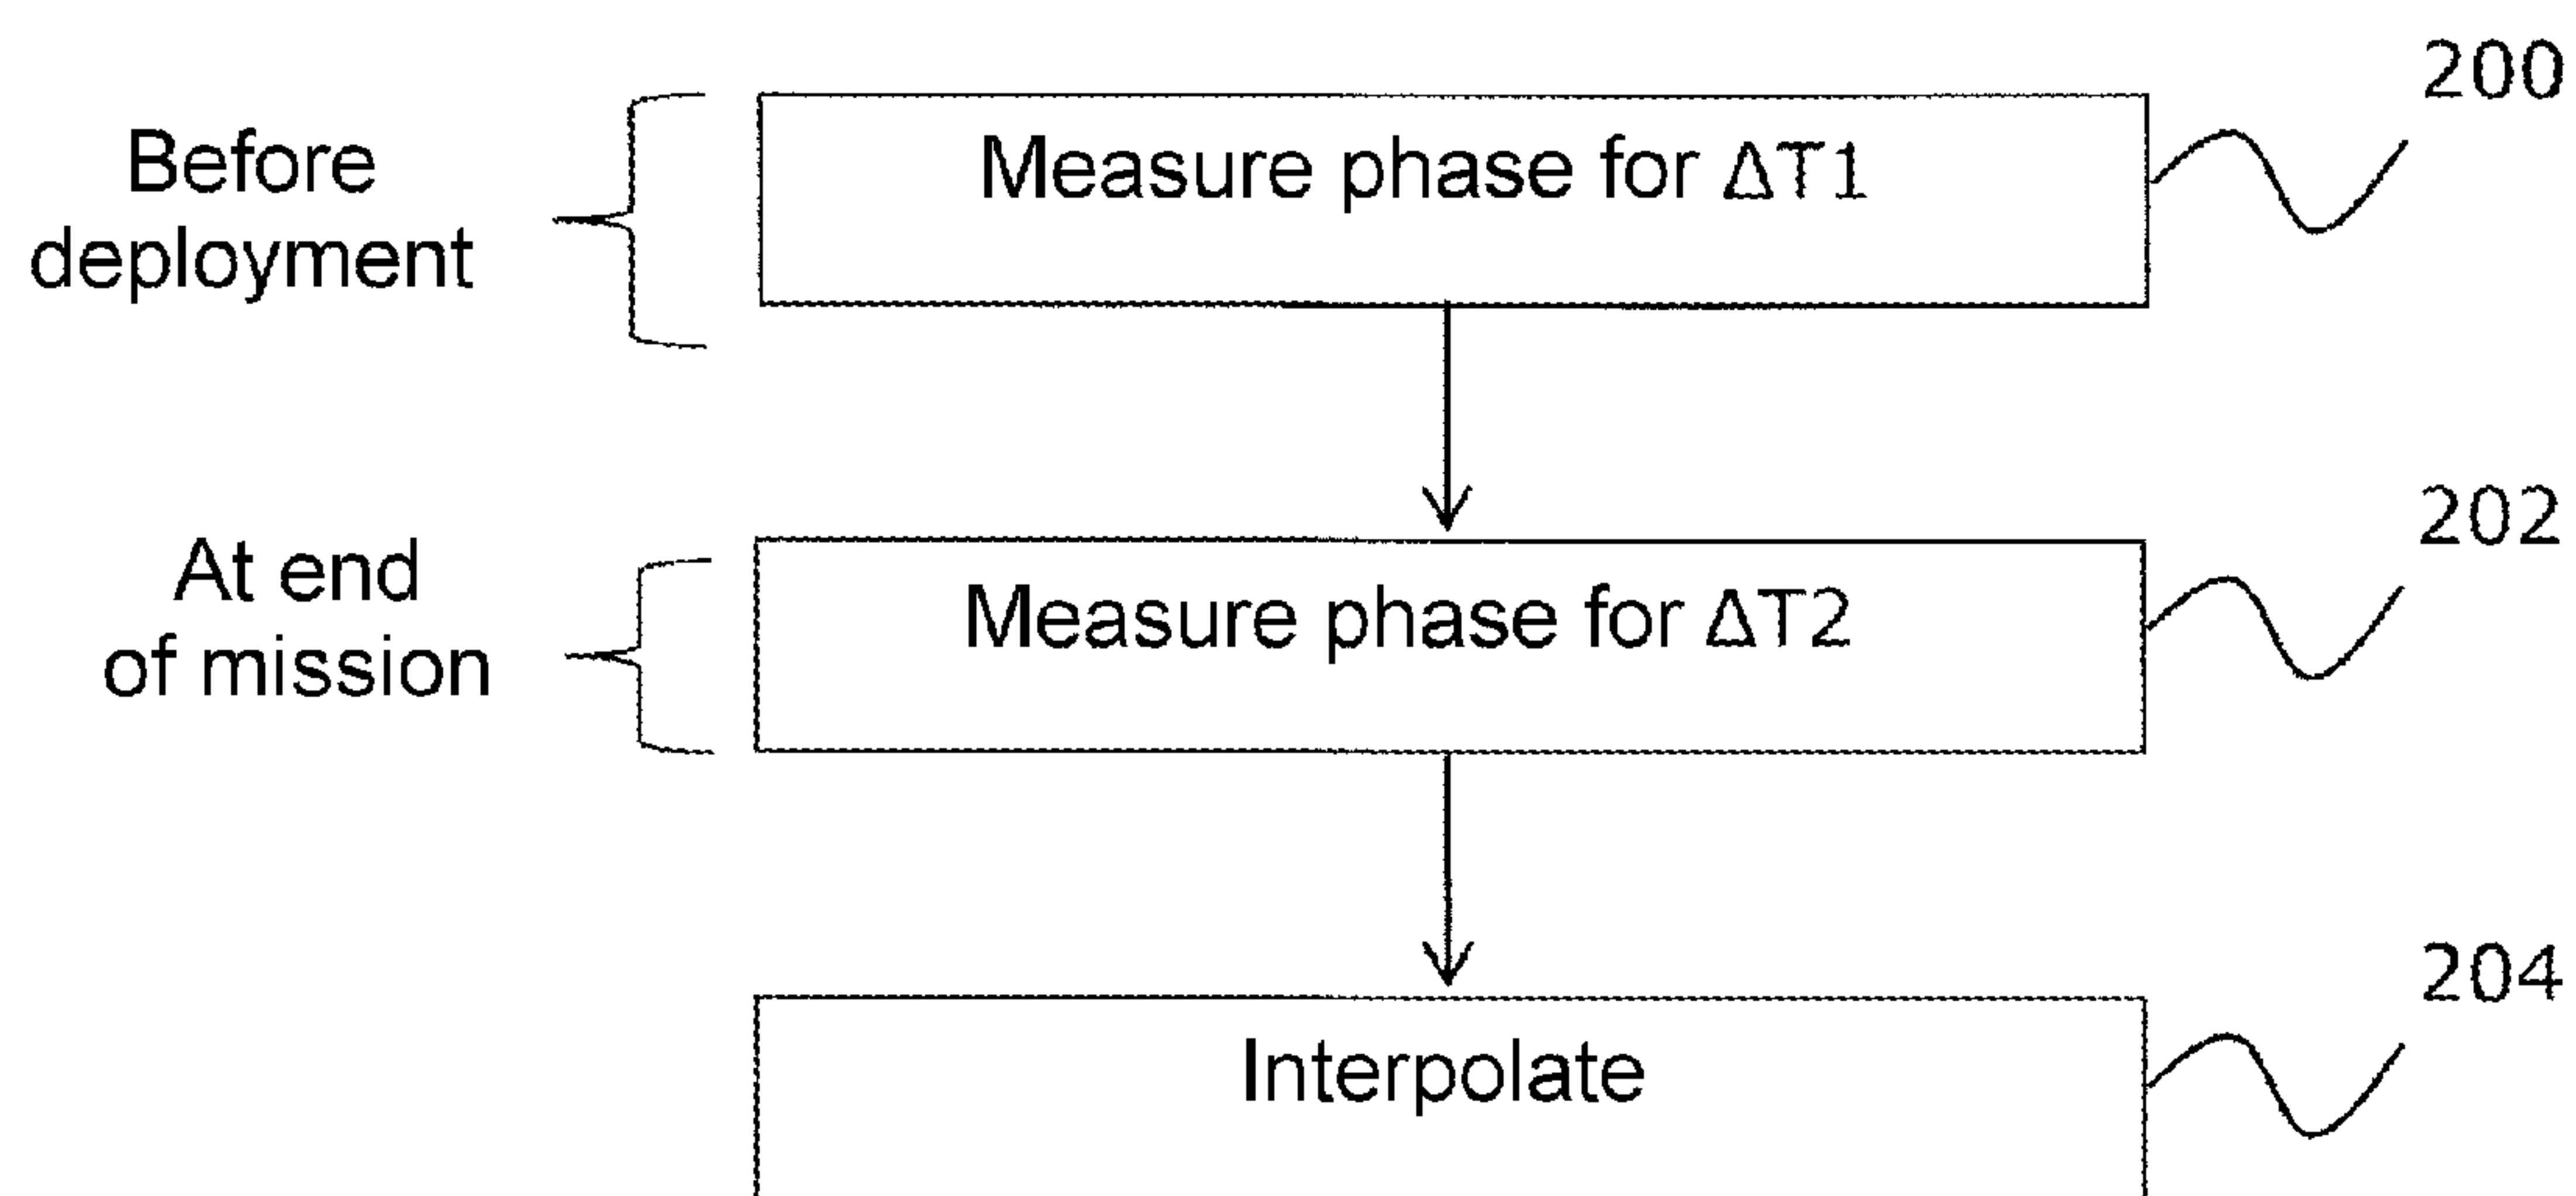 200
Before
deployment
Measure phase for ΔT1
202
At end
of mission
Measure phase for ΔT2
204
Interpolate